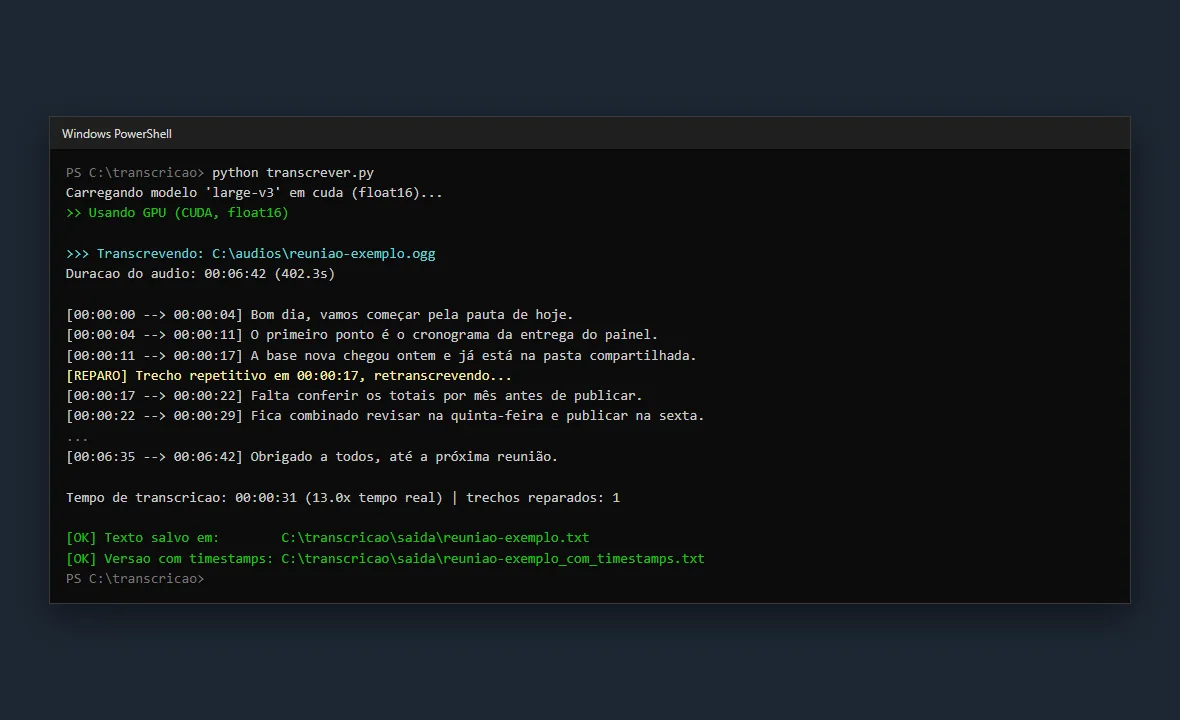 Windows PowerShell
PS C:\transcricao> python transcrever.py
Carregando modelo 'large-v3' em cuda (float16)...
>> Usando GPU (CUDA, float16)
>>> Transcrevendo: C:\audios\reuniao-exemplo.ogg
Duracao do audio: 00:06:42 (402.3s)
[00:00:00 --> 00:00:04] Bom dia, vamos começar pela pauta de hoje.
[00:00:04 --> 00:00:11] O primeiro ponto é o cronograma da entrega do painel.
[00:00:11 --> 00:00:17] A base nova chegou ontem e já está na pasta compartilhada.
[REPARO] Trecho repetitivo em 00:00:17, retranscrevendo...
[00:00:17 --> 00:00:22] Falta conferir os totais por mês antes de publicar.
[00:00:22 --> 00:00:29] Fica combinado revisar na quinta-feira e publicar na sexta.
...
[00:06:35 --> 00:06:42] Obrigado a todos, até a próxima reunião.
Tempo de transcricao: 00:00:31 (13.0x tempo real) | trechos reparados: 1
[OK] Texto salvo em:        C:\transcricao\saida\reuniao-exemplo.txt
[OK] Versao com timestamps: C:\transcricao\saida\reuniao-exemplo_com_timestamps.txt
PS C:\transcricao>